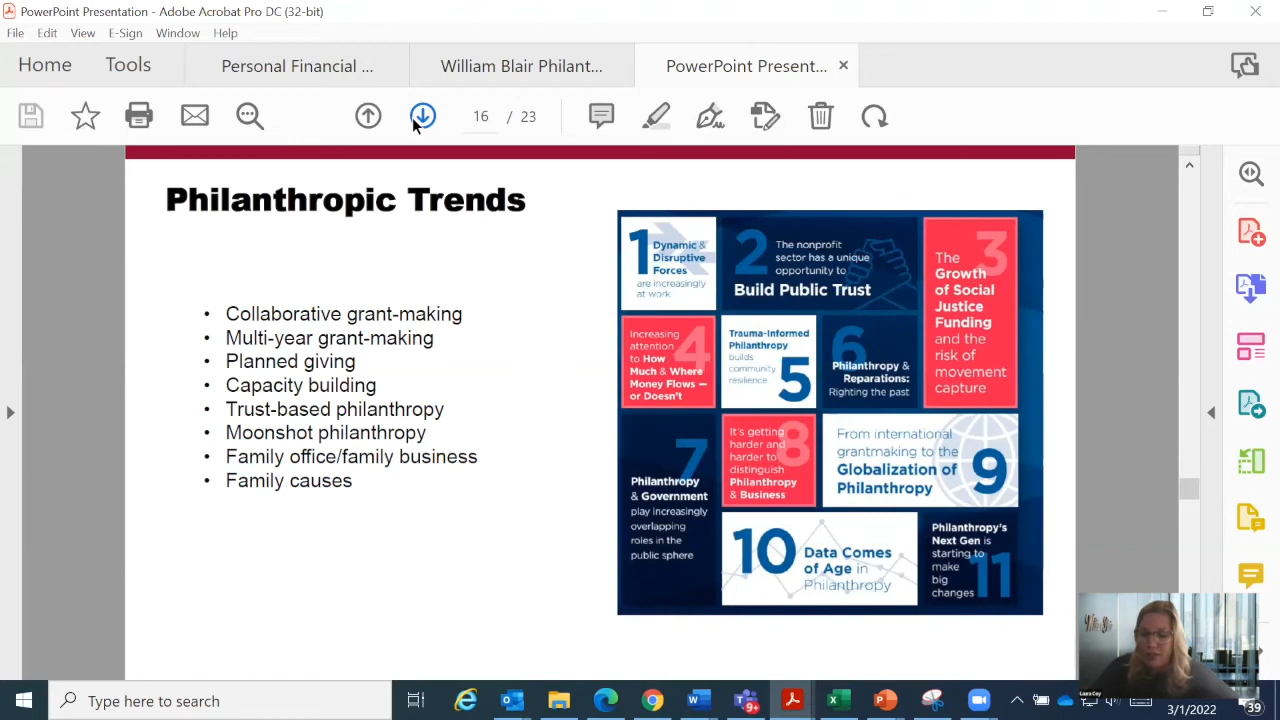 PowerPoint Presentation - Adobe Acrobat Pro DC (32-bit)
File Edit View E-Sign Window Help
Home Tools Personal Financial ... William Blair Philant... PowerPoint Present...
16 / 23
Philanthropic Trends
• Collaborative grant-making
• Multi-year grant-making
• Planned giving
• Capacity building
• Trust-based philanthropy
• Moonshot philanthropy
• Family office/family business
• Family causes
1 Dynamic &
Disruptive
Forces
are increasingly
at work
2 The nonprofit
sector has a unique
opportunity to
Build Public Trust
3
The
Growth
of Social
Justice
Funding
and the
risk of
movement
capture
4
Increasing
attention
to How
Much & Where
Money Flows —
or Doesn't
Trauma-Informed
Philanthropy
builds
community
resilience
5
6
Philanthropy &
Reparations:
Righting the past
7
Philanthropy
& Government
play increasingly
overlapping
roles in the
public sphere
8
It's getting
harder and
harder to
distinguish
Philanthropy
& Business
From international
grantmaking to the
Globalization of
Philanthropy
9
10 Data Comes
of Age in
Philanthropy
Philanthropy's
Next Gen is
starting to
make
big
changes
11
Laura Coy
Type here to search
9+
3/1/2022
39